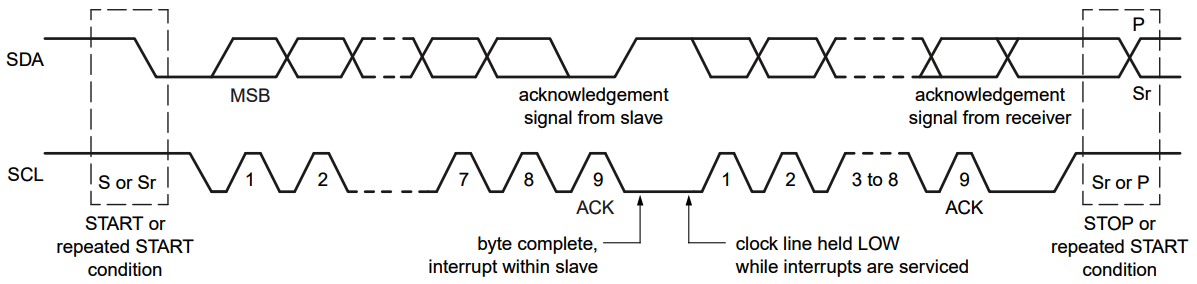 P
SDA
MSB
acknowledgement
signal from slave
acknowledgement
signal from receiver
Sr
SCL
S or Sr
1
2
7
8
9
1
2
3 to 8
9
Sr or P
ACK
ACK
START or
repeated START
condition
byte complete,
interrupt within slave
clock line held LOW
while interrupts are serviced
STOP or
repeated START
condition